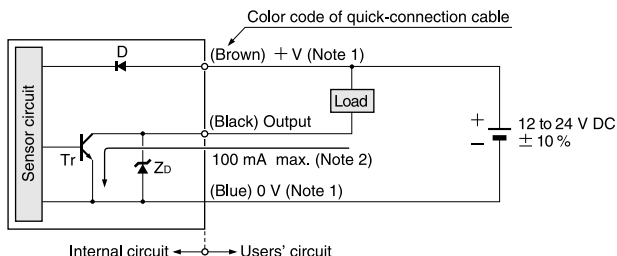 Color code of quick-connection cable
D
(Brown) + V (Note 1)
Sensor circuit
Load
(Black) Output
+
12 to 24 V DC
− ± 10 %
Tr
ZD
100 mA max. (Note 2)
(Blue) 0 V (Note 1)
Internal circuit
Users' circuit